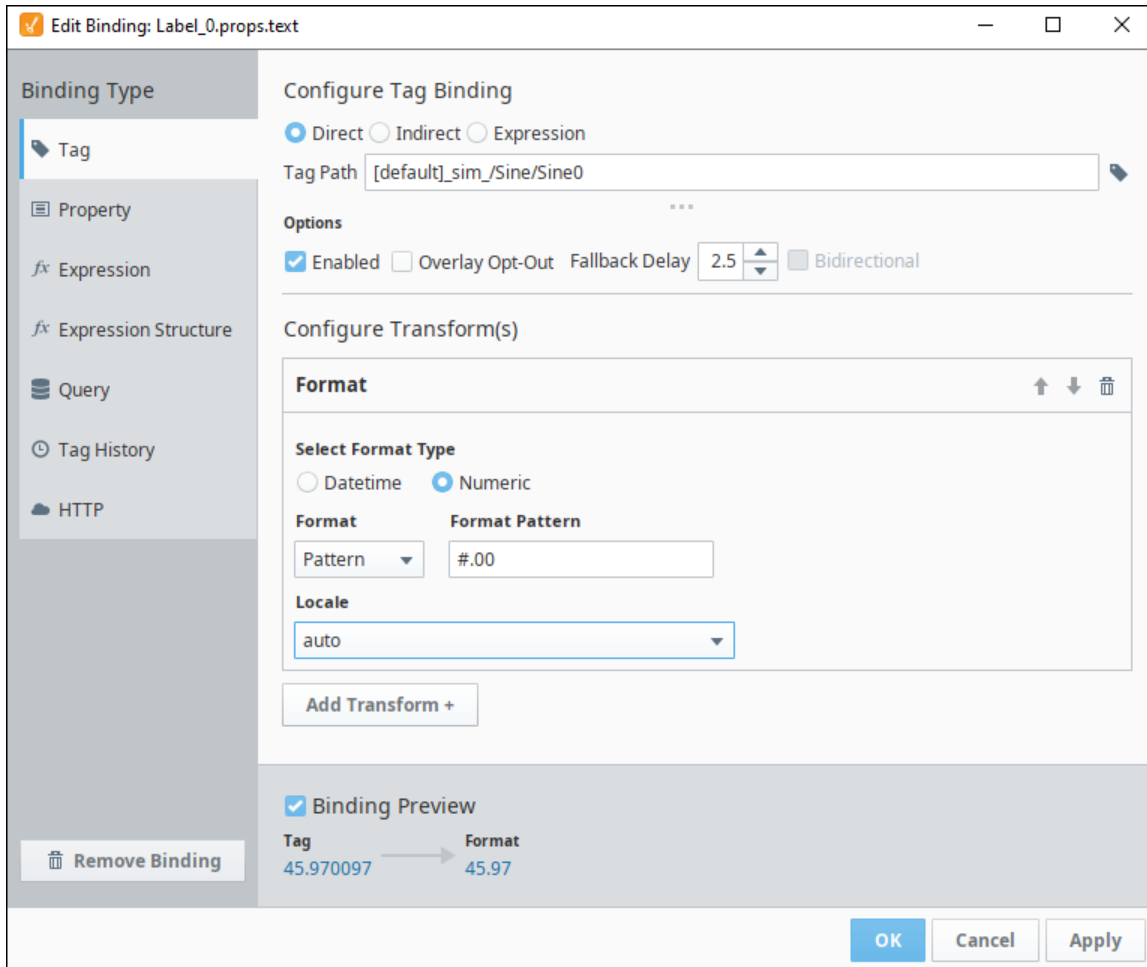 Edit Binding: Label_0.props.text
Binding Type
Tag
Property
fx Expression
fx Expression Structure
Query
Tag History
HTTP
Remove Binding
Configure Tag Binding
Direct Indirect Expression
Tag Path [default]_sim_/Sine/Sine0
Options
Enabled Overlay Opt-Out Fallback Delay 2.5 Bidirectional
Configure Transform(s)
Format
Select Format Type
Datetime Numeric
Format Format Pattern
Pattern #.00
Locale
auto
Add Transform +
Binding Preview
Tag Format
45.970097 45.97
OK Cancel Apply